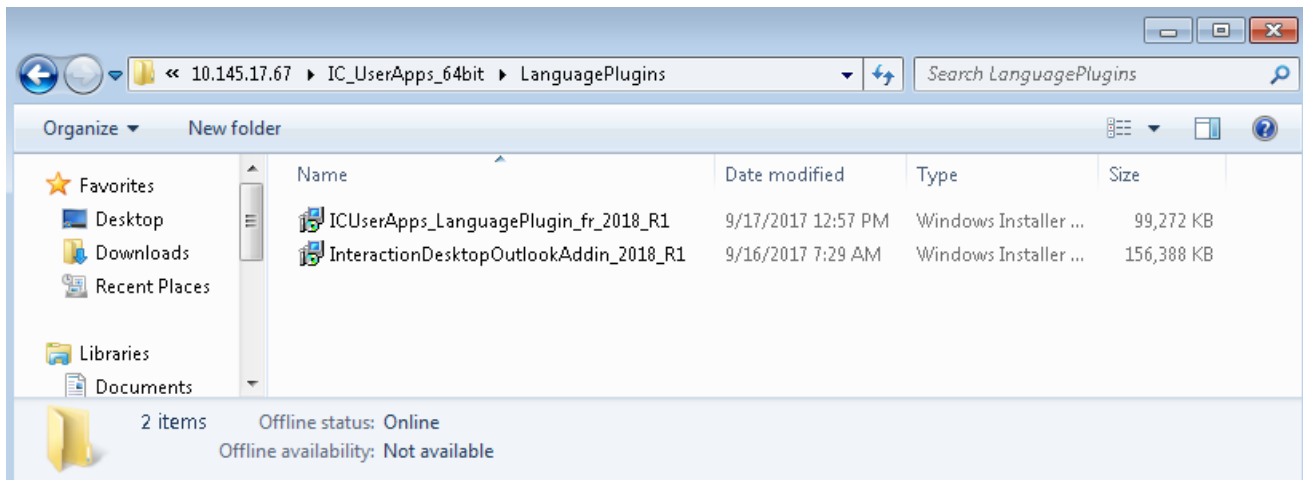 « 10.145.17.67 ▸ IC_UserApps_64bit ▸ LanguagePlugins Search LanguagePlugins
Organize New folder
Favorites
Desktop
Downloads
Recent Places
Libraries
Documents
Name Date modified Type Size
ICUserApps_LanguagePlugin_fr_2018_R1 9/17/2017 12:57 PM Windows Installer ... 99,272 KB
InteractionDesktopOutlookAddin_2018_R1 9/16/2017 7:29 AM Windows Installer ... 156,388 KB
2 items Offline status: Online
Offline availability: Not available